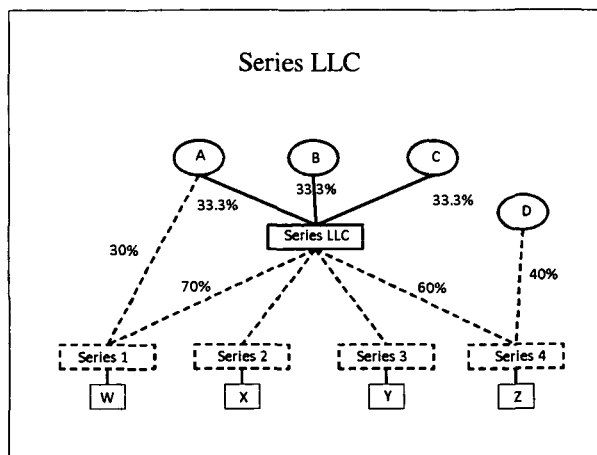 Series LLC
A
B
C
33.3%
33.3%
33.3%
D
Series LLC
30%
70%
60%
40%
Series 1
Series 2
Series 3
Series 4
W
X
Y
Z